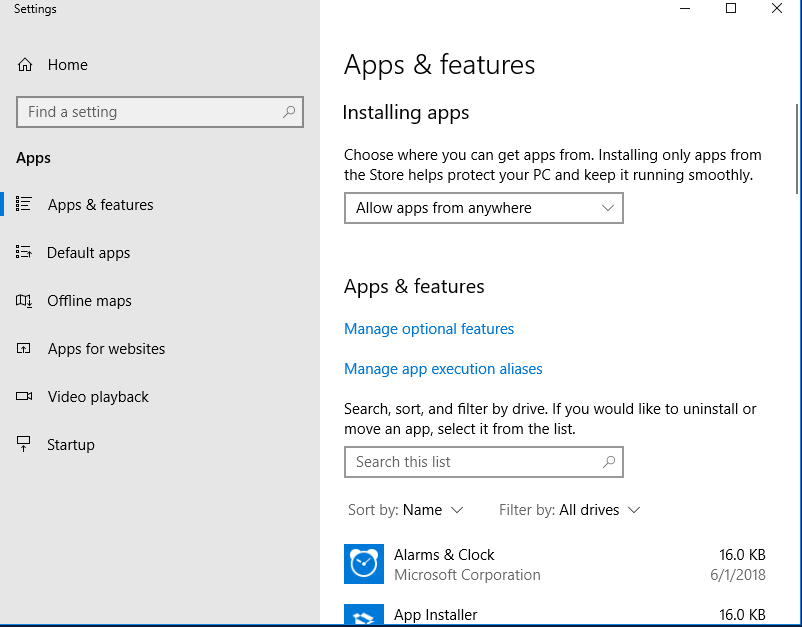 Settings
Home
Find a setting
Apps
Apps & features
Default apps
Offline maps
Apps for websites
Video playback
Startup
Apps & features
Installing apps
Choose where you can get apps from. Installing only apps from
the Store helps protect your PC and keep it running smoothly.
Allow apps from anywhere
Apps & features
Manage optional features
Manage app execution aliases
Search, sort, and filter by drive. If you would like to uninstall or
move an app, select it from the list.
Search this list
Sort by: Name Filter by: All drives
Alarms & Clock 16.0 KB
Microsoft Corporation 6/1/2018
App Installer 16.0 KB